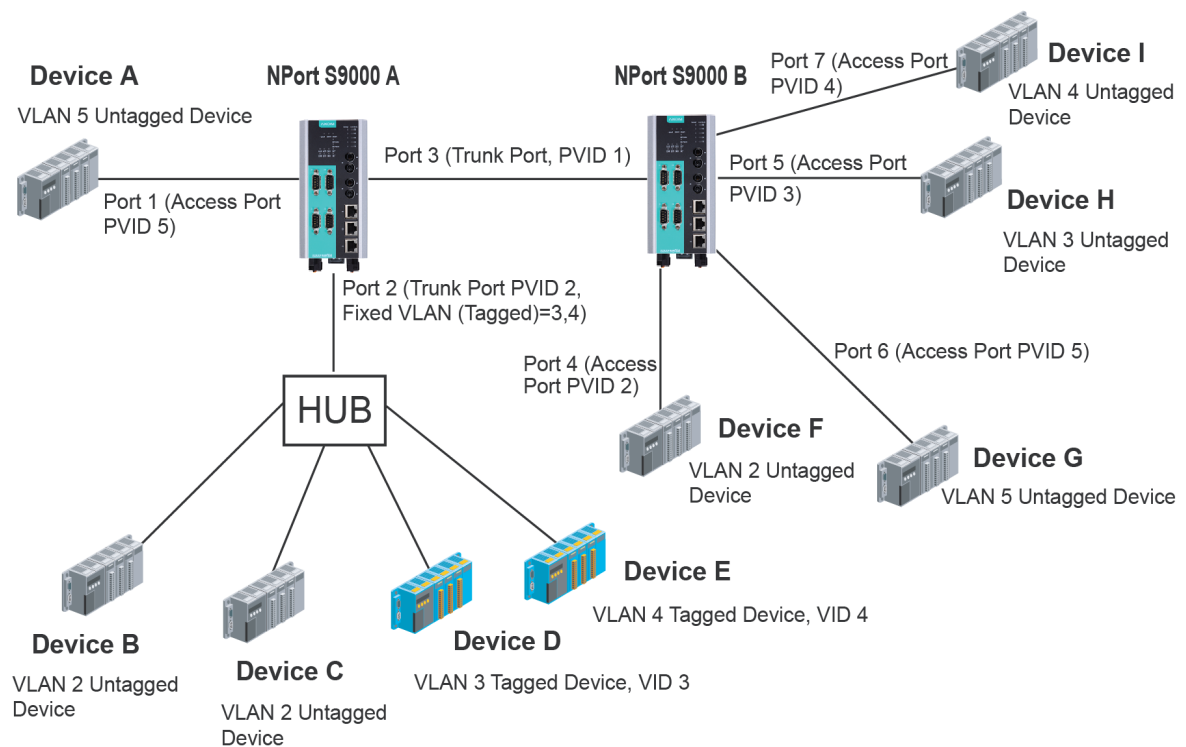 Device A
VLAN 5 Untagged Device
NPort S9000 A
NPort S9000 B
Port 7 (Access Port
PVID 4)
Device I
VLAN 4 Untagged
Device
Port 1 (Access Port
PVID 5)
Port 3 (Trunk Port, PVID 1)
Port 5 (Access Port
PVID 3)
Device H
VLAN 3 Untagged
Device
Port 2 (Trunk Port PVID 2,
Fixed VLAN (Tagged)=3,4)
Port 4 (Access
Port PVID 2)
Port 6 (Access Port PVID 5)
HUB
Device F
VLAN 2 Untagged
Device
Device G
VLAN 5 Untagged Device
Device B
VLAN 2 Untagged
Device
Device C
VLAN 2 Untagged
Device
Device D
VLAN 3 Tagged Device, VID 3
Device E
VLAN 4 Tagged Device, VID 4